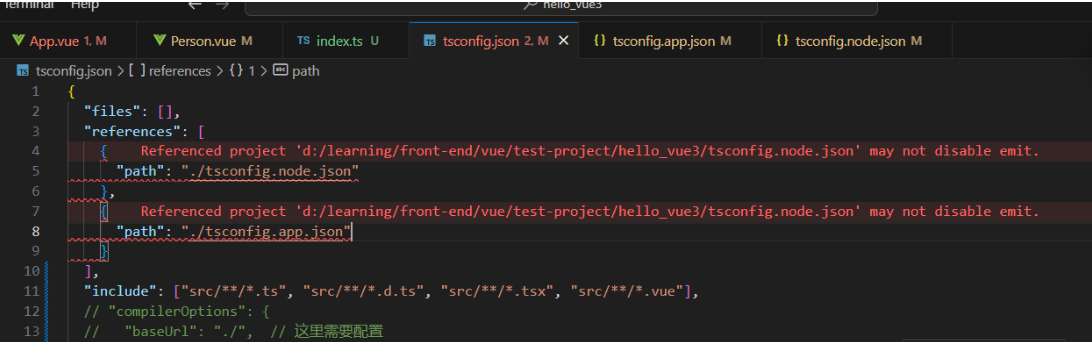 Terminal Help hello_vue3
App.vue 1, M Person.vue M TS index.ts U TS tsconfig.json 2, M {} tsconfig.app.json M {} tsconfig.node.json M
TS tsconfig.json > [ ] references > {} 1 > abc path
1 {
2 "files": [],
3 "references": [
4 { Referenced project 'd:/learning/front-end/vue/test-project/hello_vue3/tsconfig.node.json' may not disable emit.
5 "path": "./tsconfig.node.json"
6 },
7 { Referenced project 'd:/learning/front-end/vue/test-project/hello_vue3/tsconfig.node.json' may not disable emit.
8 "path": "./tsconfig.app.json"
9 }
10 ],
11 "include": ["src/**/*.ts", "src/**/*.d.ts", "src/**/*.tsx", "src/**/*.vue"],
12 // "compilerOptions": {
13 // "baseUrl": "./", // 这里需要配置